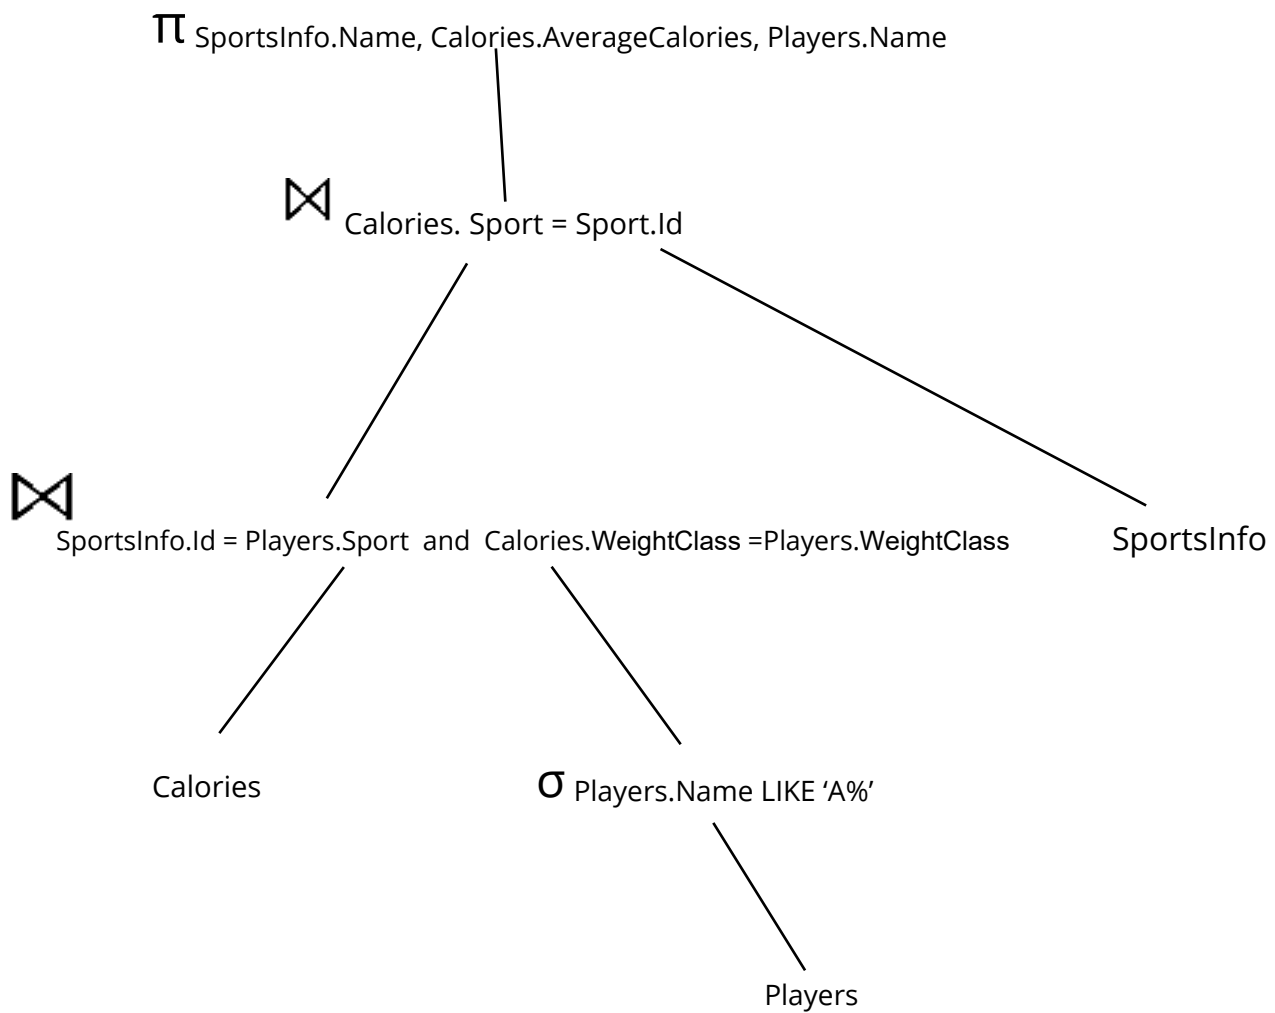 π SportsInfo.Name, Calories.AverageCalories, Players.Name
⋈ Calories. Sport = Sport.Id
⋈ SportsInfo.Id = Players.Sport and Calories.WeightClass =Players.WeightClass
SportsInfo
Calories
σ Players.Name LIKE ‘A%’
Players